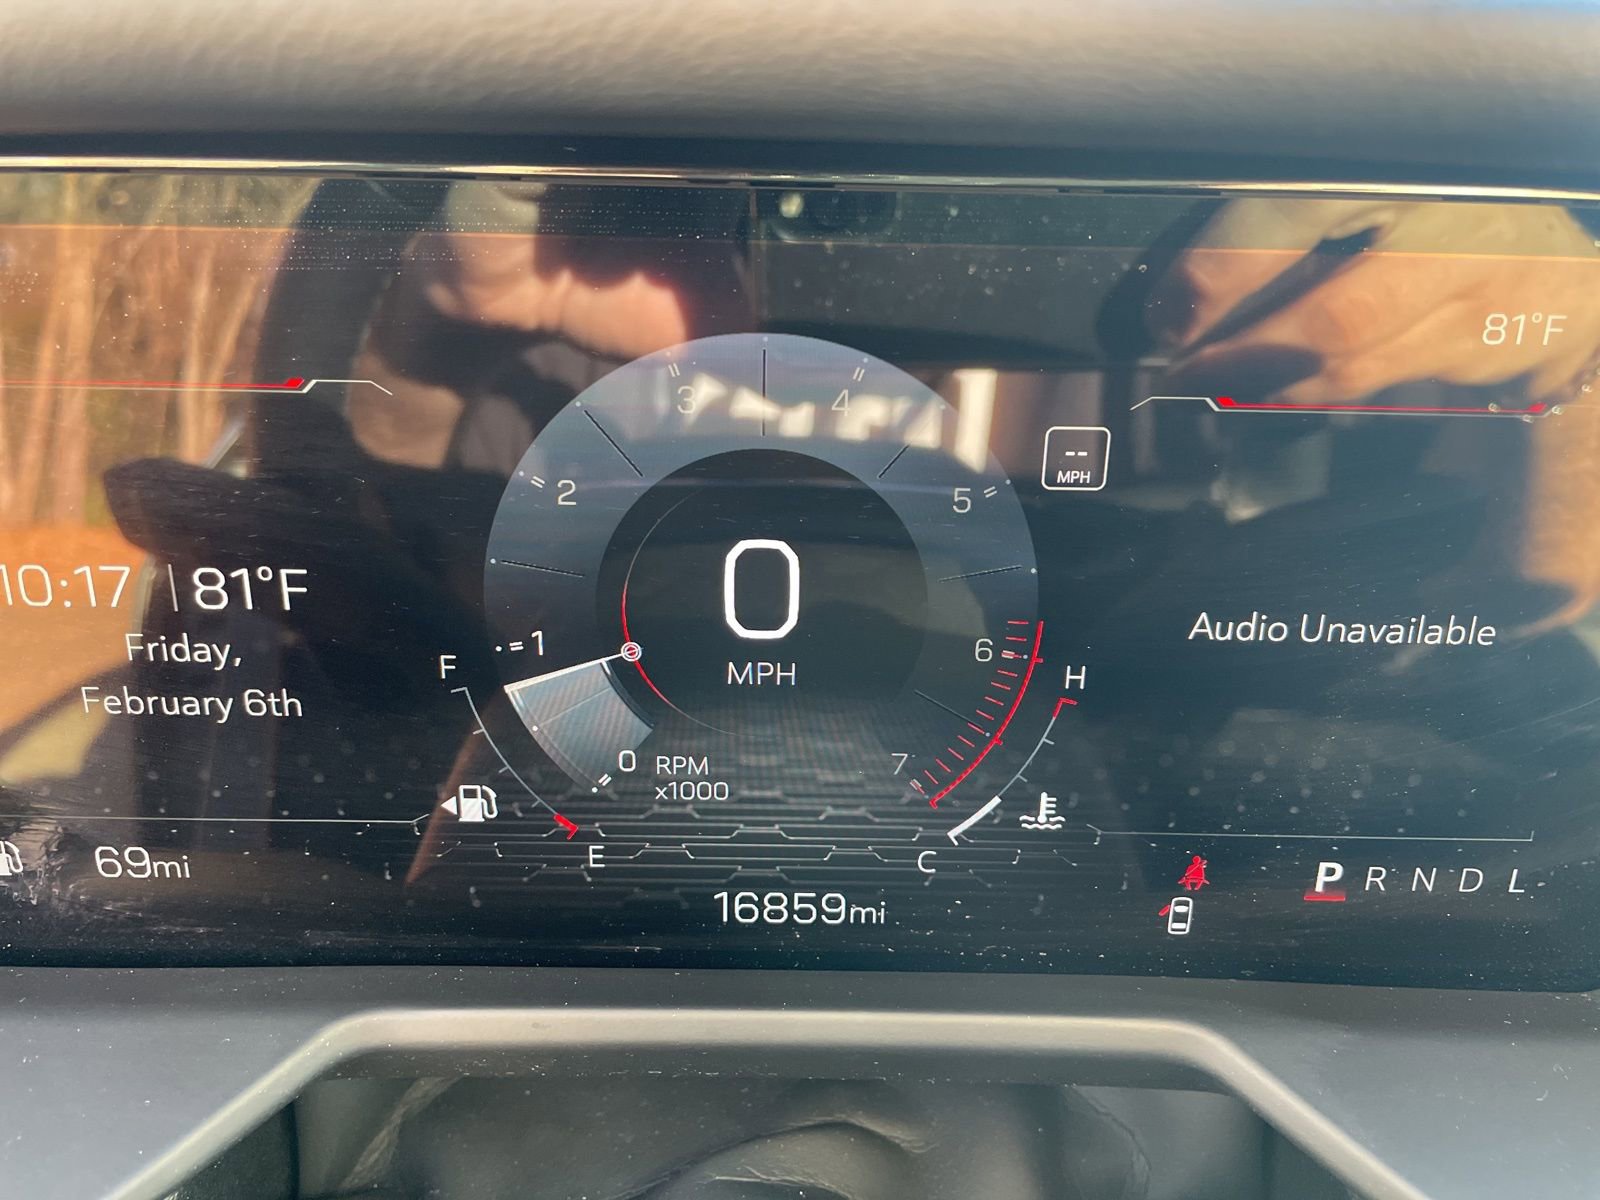 81°F
3
4
2
5
--
MPH
10:17 | 81°F
Friday,
February 6th
0
MPH
Audio Unavailable
1
6
F
H
0
RPM
x1000
7
E
C
69mi
16859mi
P R N D L